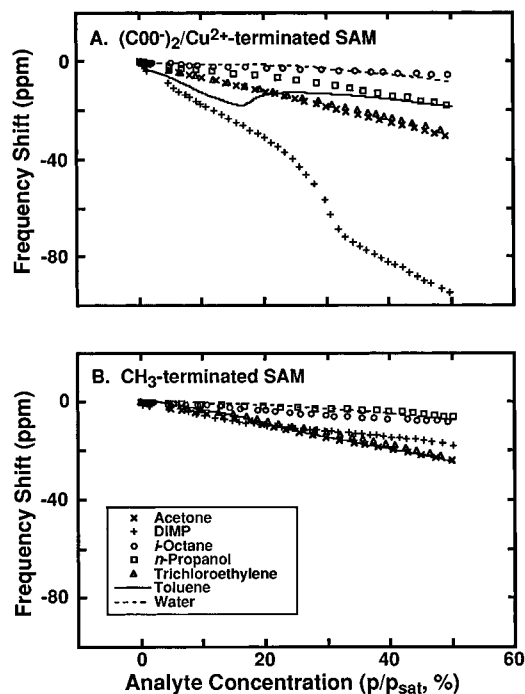 A. (COO-)2/Cu2+-terminated SAM
Frequency Shift (ppm)
0
-40
-80
B. CH3-terminated SAM
Frequency Shift (ppm)
0
-40
-80
Acetone
DIMP
i-Octane
n-Propanol
Trichloroethylene
Toluene
Water
0 20 40 60
Analyte Concentration (p/psat, %)